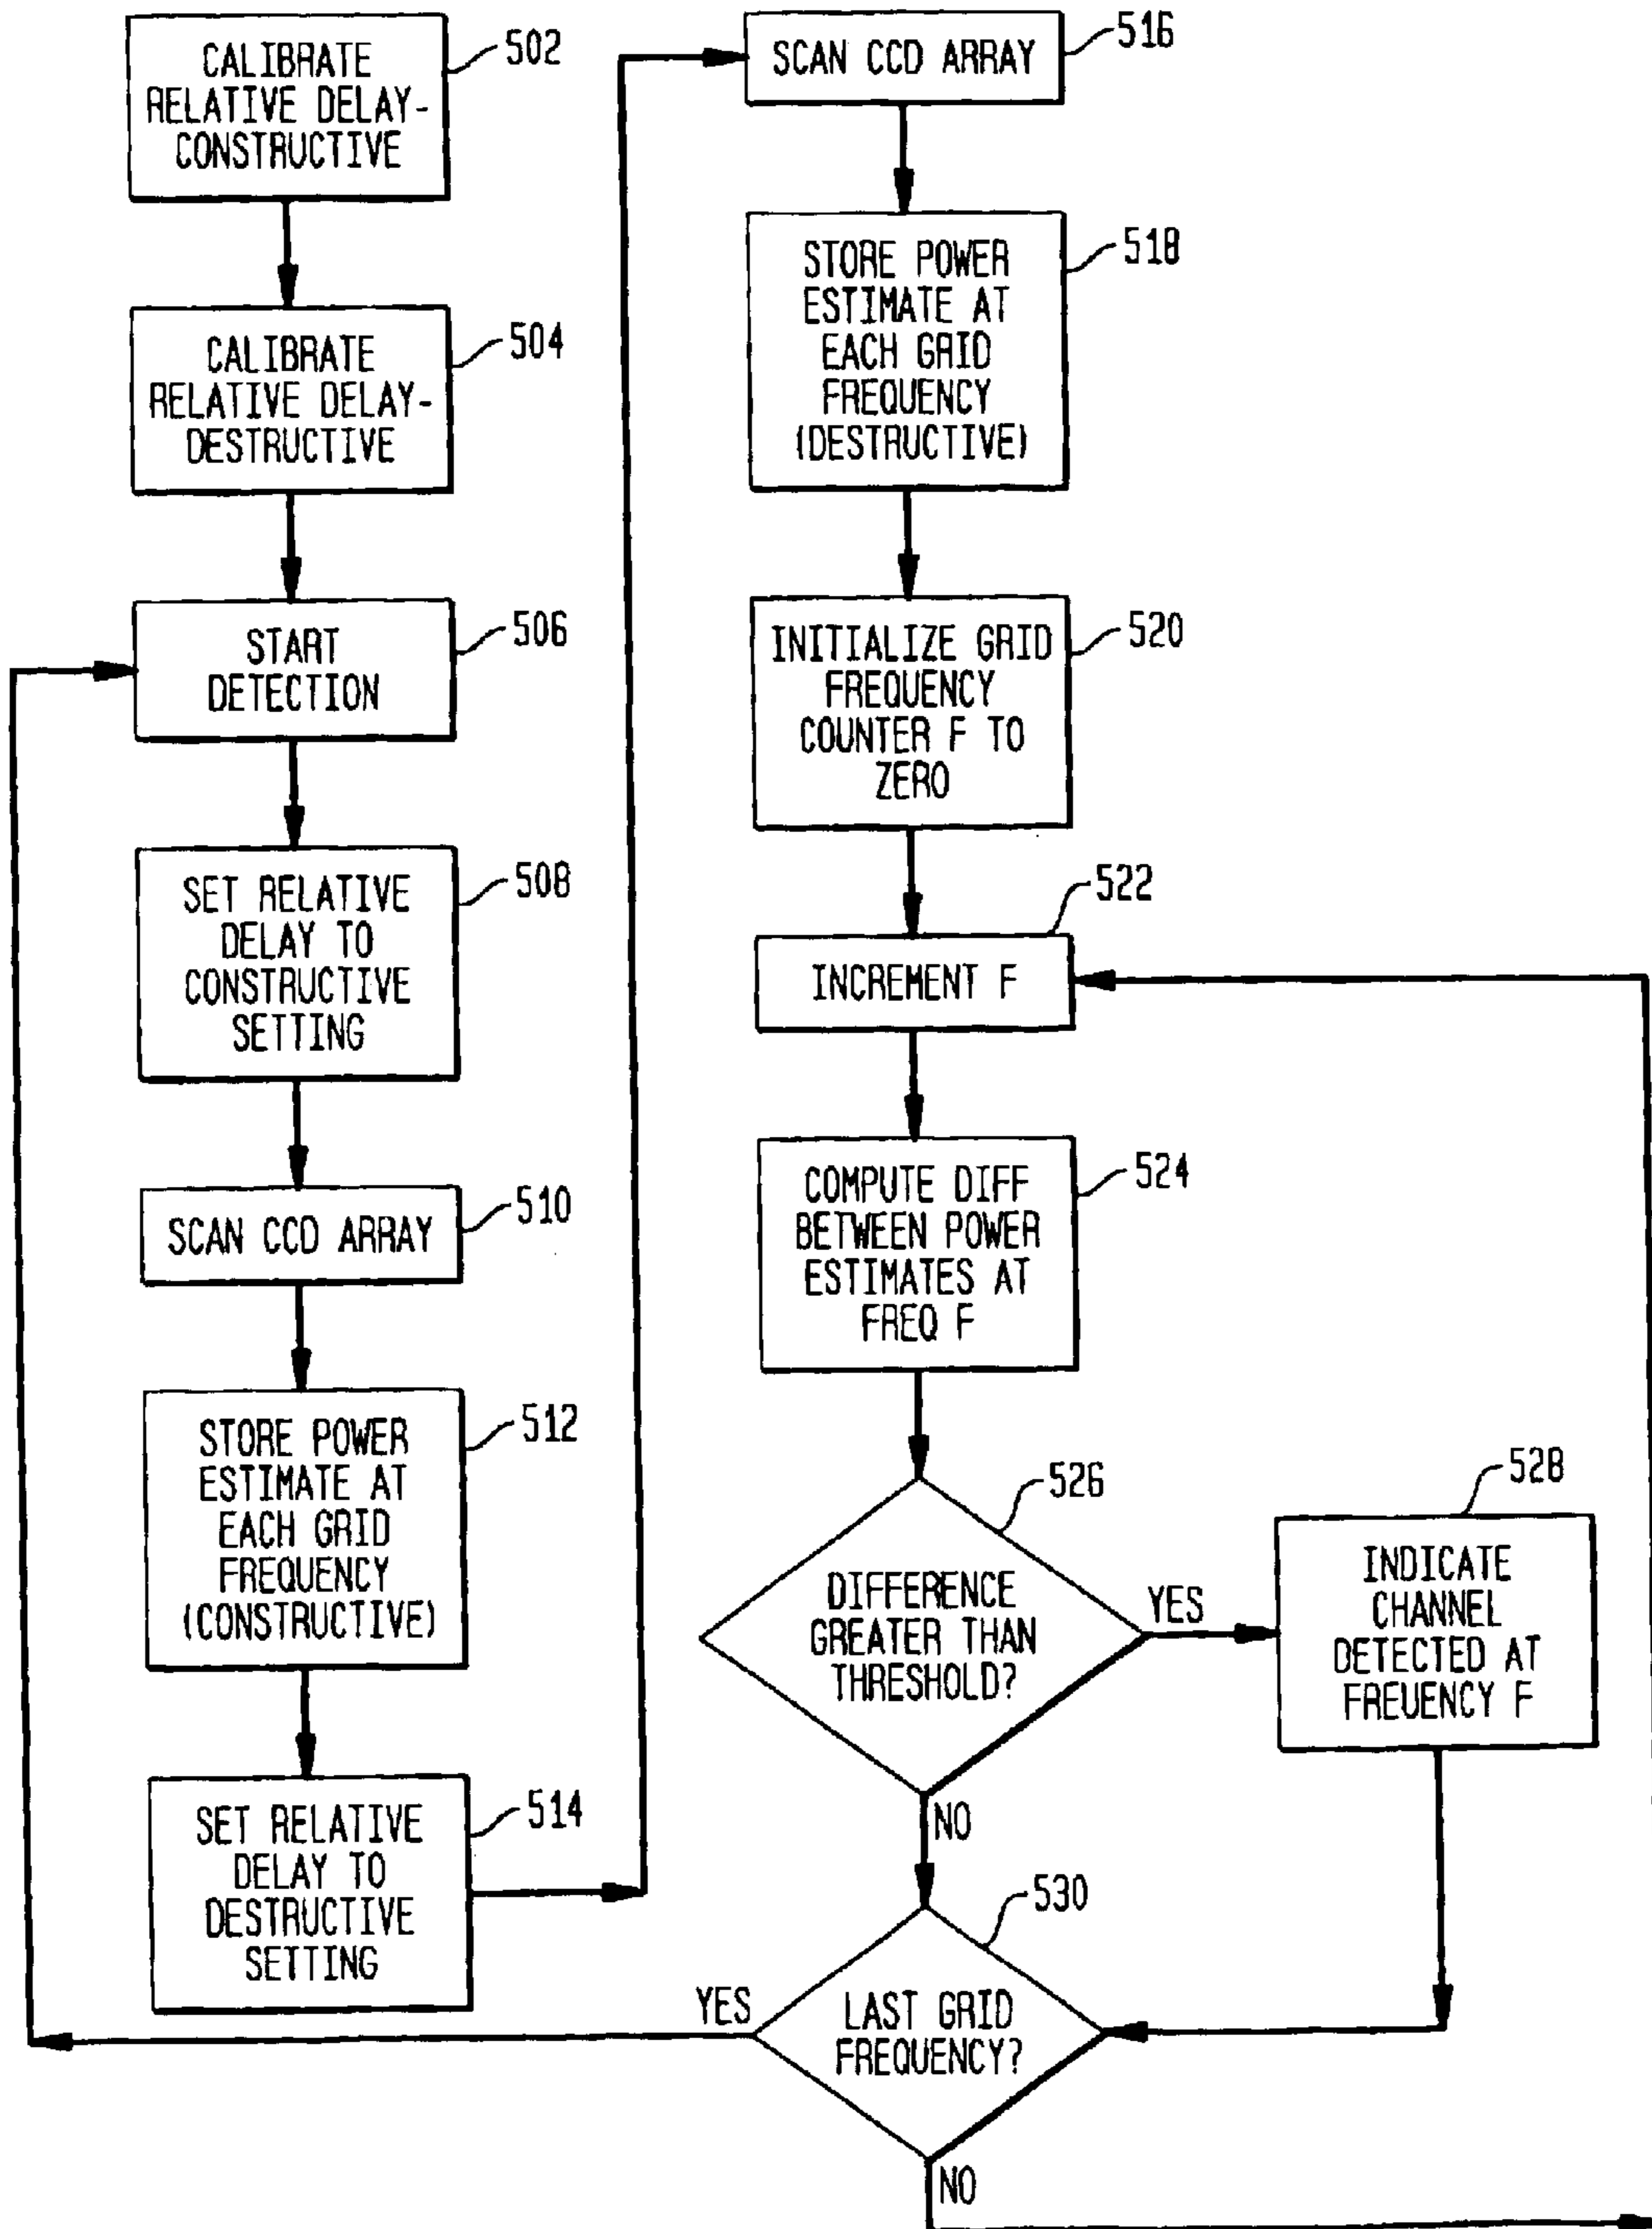 CALIBRATE
RELATIVE DELAY-
CONSTRUCTIVE
502
CALIBRATE
RELATIVE DELAY-
DESTRUCTIVE
504
START
DETECTION
506
SET RELATIVE
DELAY TO
CONSTRUCTIVE
SETTING
508
SCAN CCD ARRAY
510
STORE POWER
ESTIMATE AT
EACH GRID
FREQUENCY
(CONSTRUCTIVE)
512
SET RELATIVE
DELAY TO
DESTRUCTIVE
SETTING
514
SCAN CCD ARRAY
516
STORE POWER
ESTIMATE AT
EACH GRID
FREQUENCY
(DESTRUCTIVE)
518
INITIALIZE GRID
FREQUENCY
COUNTER F TO
ZERO
520
INCREMENT F
522
COMPUTE DIFF
BETWEEN POWER
ESTIMATES AT
FREQ F
524
DIFFERENCE
GREATER THAN
THRESHOLD?
526
YES
NO
INDICATE
CHANNEL
DETECTED AT
FREUENCY F
528
LAST GRID
FREQUENCY?
530
YES
NO